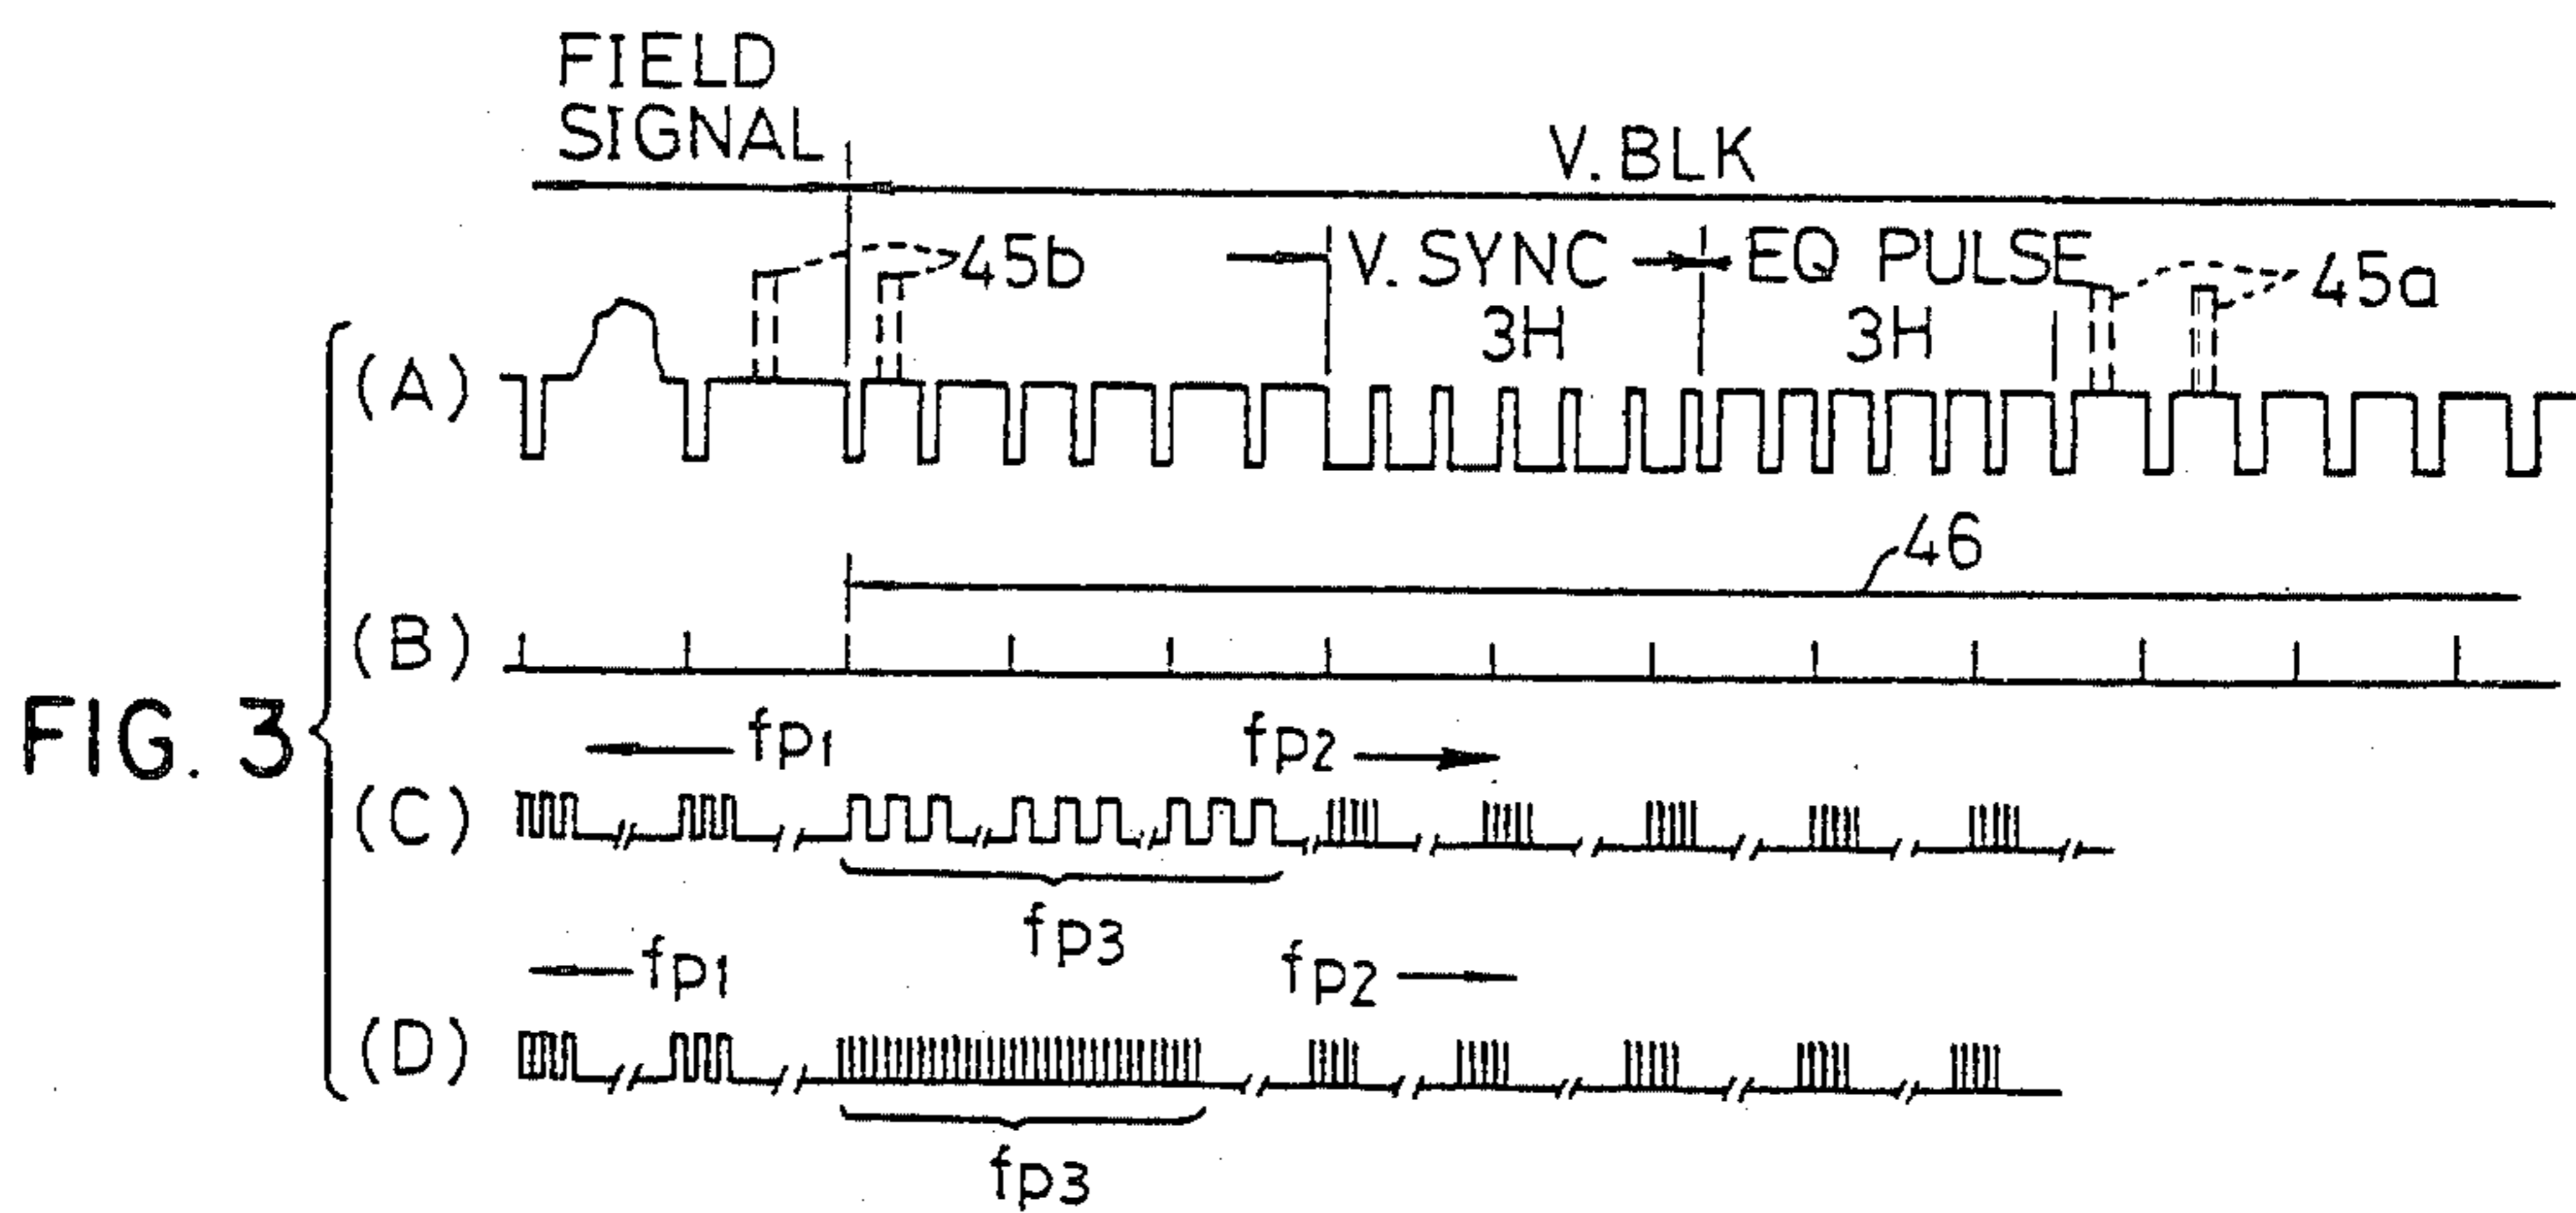 FIELD
SIGNAL
V.BLK
45b
V. SYNC
3H
EQ PULSE
3H
45a
(A)
46
(B)
FIG. 3
fp1
fp2
(C)
fp3
fp1
fp2
(D)
fp3